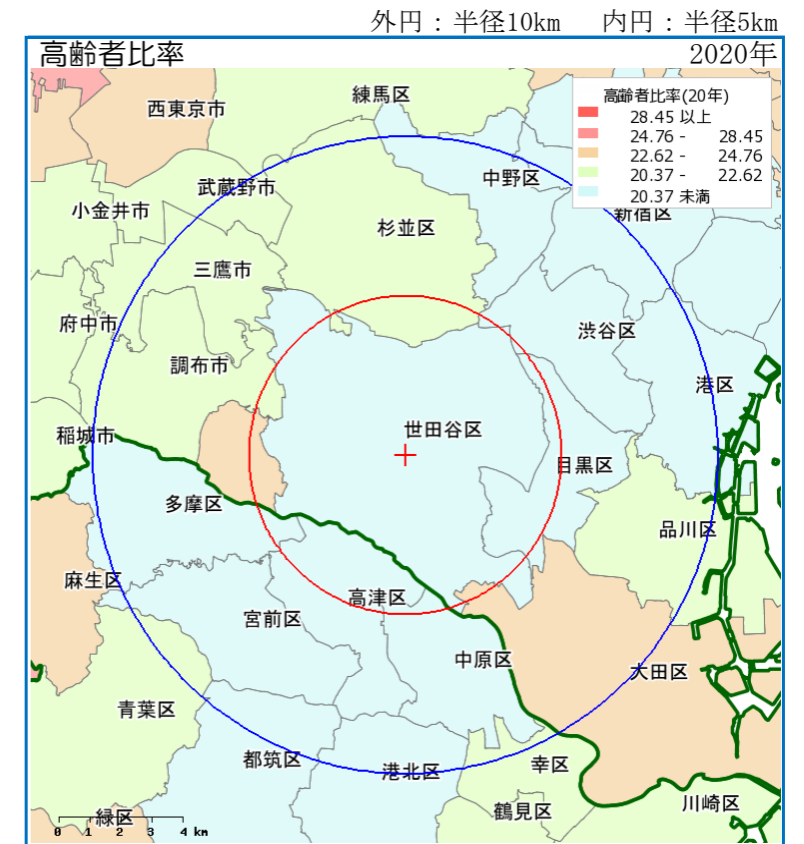 外円：半径10km　内円：半径5km
高齢者比率
2020年
高齢者比率(20年)
28.45 以上
24.76 - 28.45
22.62 - 24.76
20.37 - 22.62
20.37 未満
練馬区
西東京市
中野区
武蔵野市
小金井市
新宿区
杉並区
三鷹市
府中市
渋谷区
調布市
港区
世田谷区
稲城市
目黒区
多摩区
品川区
麻生区
高津区
宮前区
中原区
大田区
青葉区
都筑区
港北区
幸区
川崎区
鶴見区
緑区
0 1 2 3 4 km